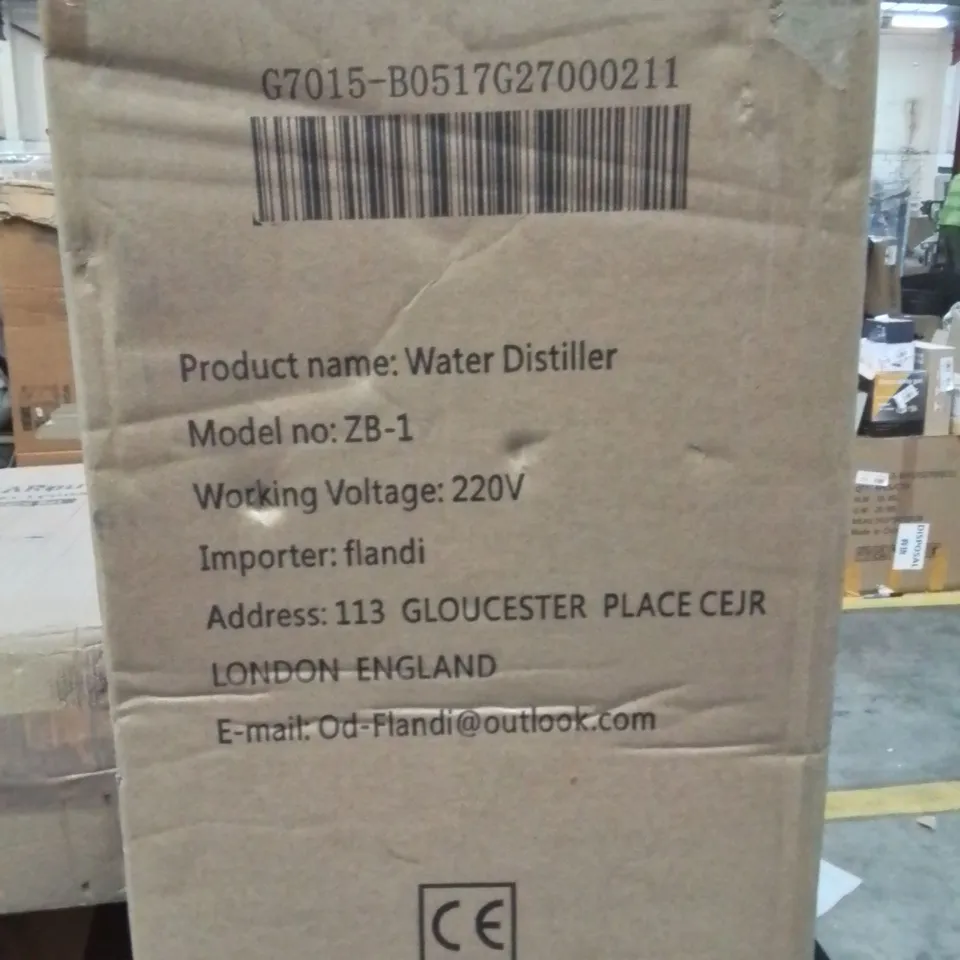 G7015-B0517G27000211
Product name: Water Distiller
Model no: ZB-1
Working Voltage: 220V
Importer: flandi
Address: 113 GLOUCESTER PLACE CEJR
LONDON ENGLAND
E-mail: Od-Flandi@outlook.com
CE
DISPOSAL